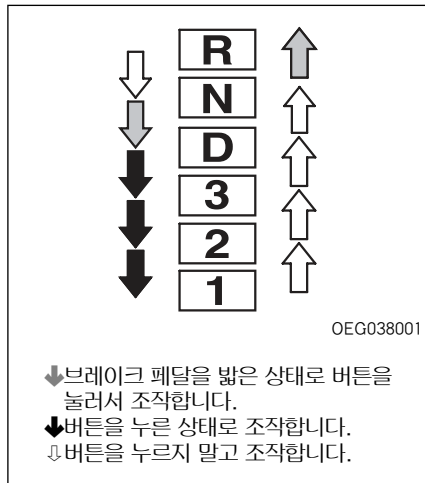 R
N
D
3
2
1
OEG038001
브레이크 페달을 밟은 상태로 버튼을
눌러서 조작합니다.
버튼을 누른 상태로 조작합니다.
버튼을 누르지 말고 조작합니다.